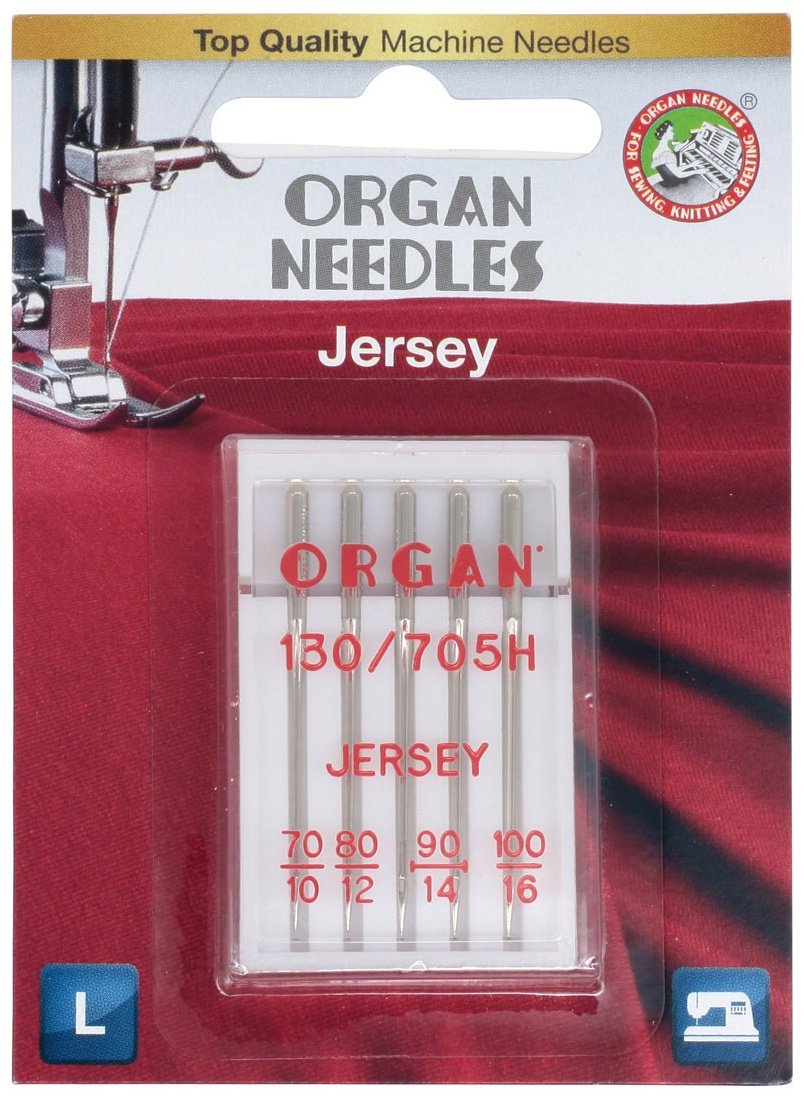 Top Quality Machine Needles
ORGAN NEEDLES
FOR SEWING, KNITTING & FELTING
®
ORGAN
NEEDLES
Jersey
ORGAN
130/705H
JERSEY
70 80 90 100
10 12 14 16
L